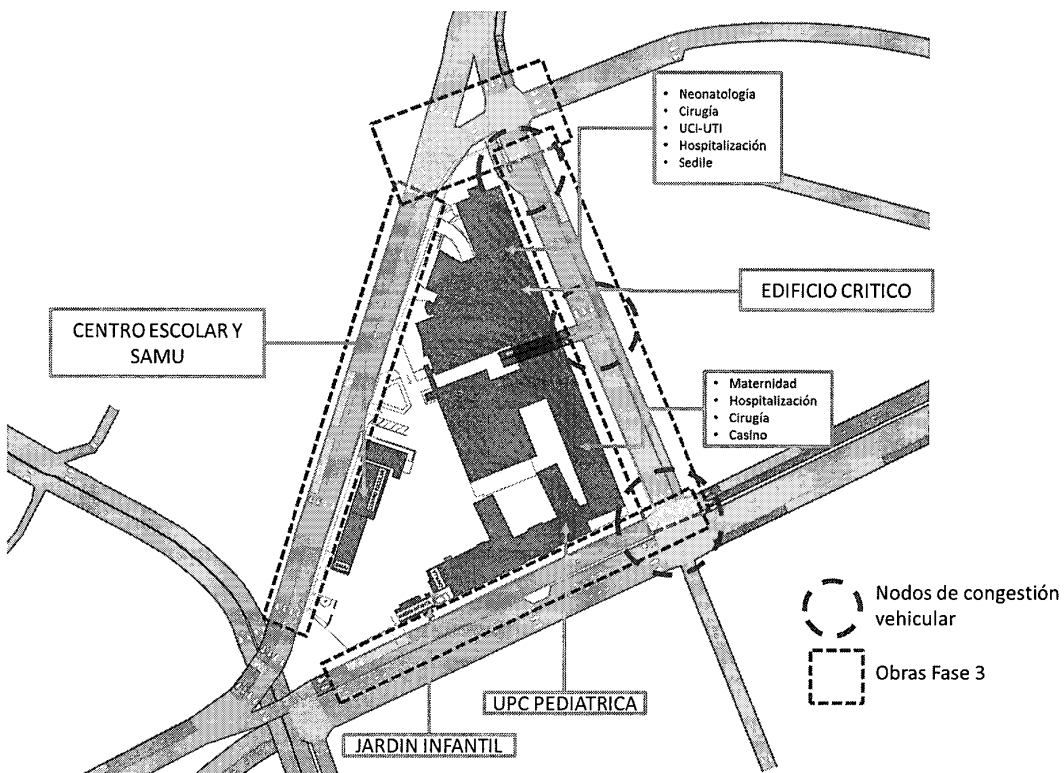 • Neonatología
• Cirugía
• UCI-UTI
• Hospitalización
• Sedile
EDIFICIO CRITICO
CENTRO ESCOLAR Y
SAMU
• Maternidad
• Hospitalización
• Cirugía
• Casino
Nodos de congestión
vehicular
Obras Fase 3
UPC PEDIATRICA
JARDIN INFANTIL